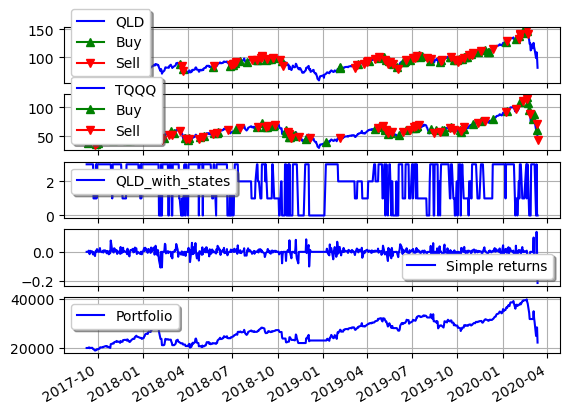 150
100
QLD
Buy
Sell
100
50
TQQQ
Buy
Sell
2
0
QLD_with_states
0.0
−0.2
Simple returns
40000
20000
Portfolio
2017-10
2018-01
2018-04
2018-07
2018-10
2019-01
2019-04
2019-07
2019-10
2020-01
2020-04